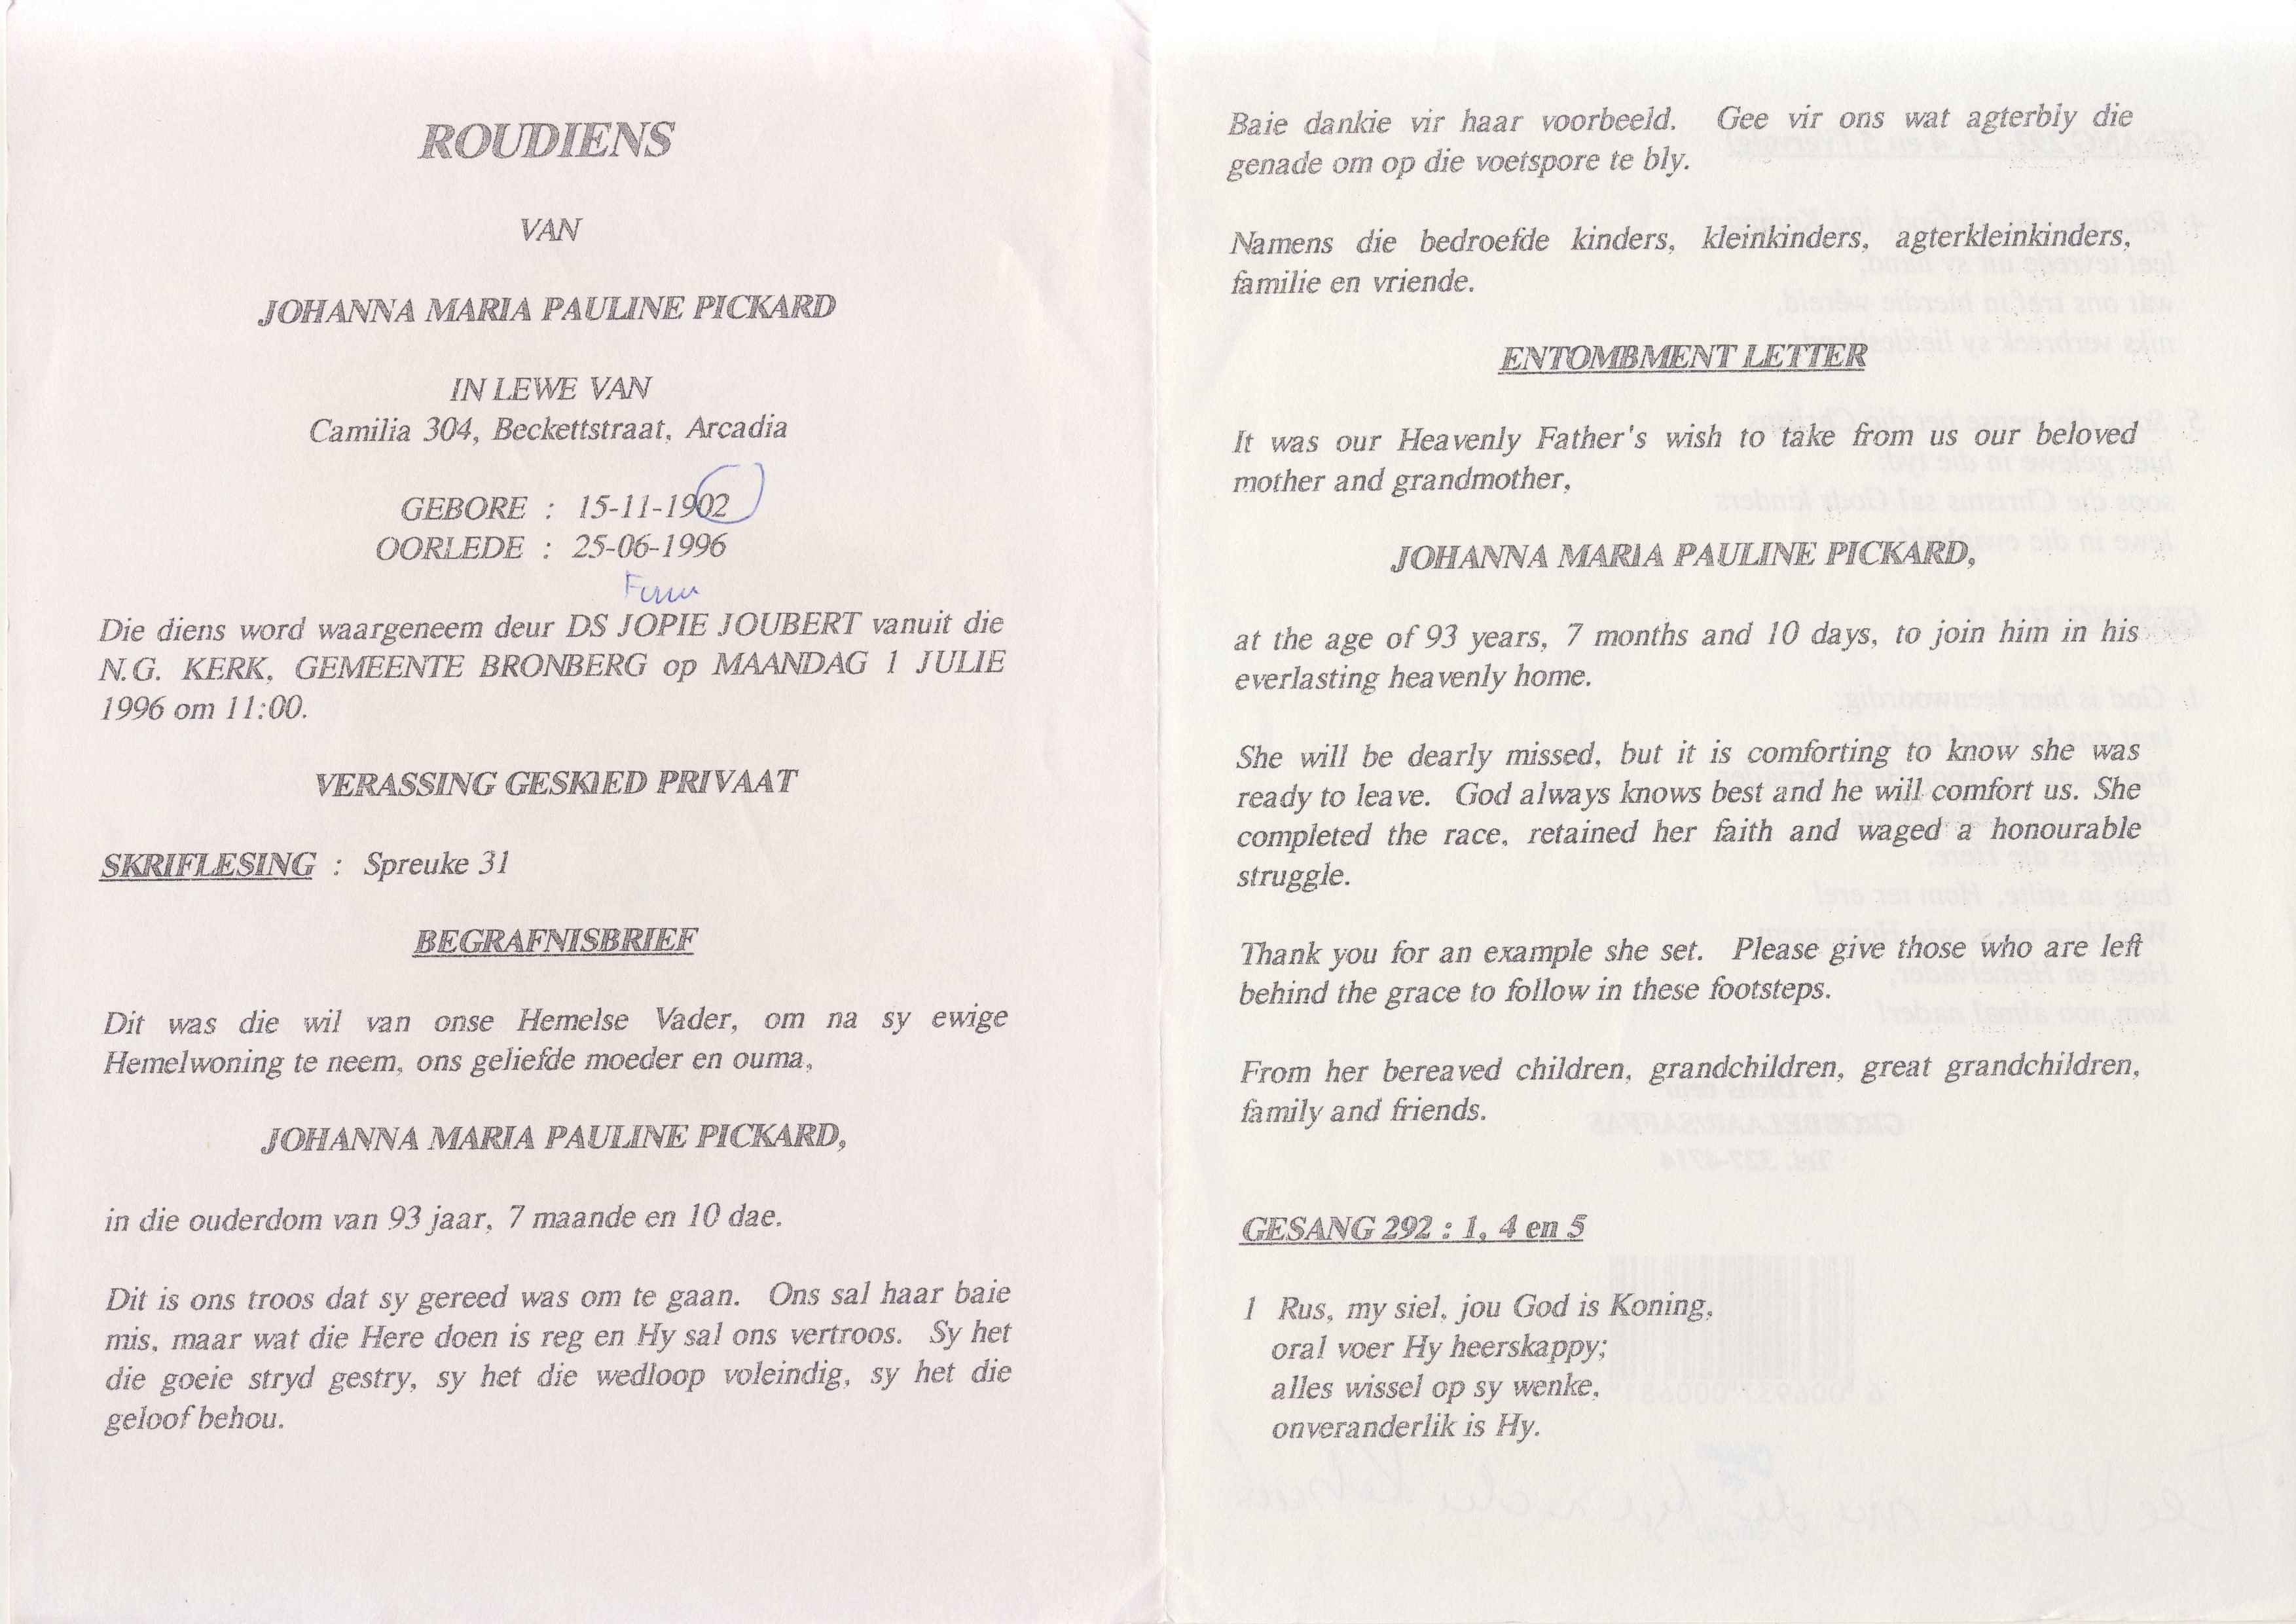 ROUDIENS
VAN
JOHANNA MARIA PAULINE PICKARD
IN LEWE VAN
Camilia 304, Beckettstraat, Arcadia
GEBORE : 15-11-1902
OORLEDE : 25-06-1996
Die diens word waargeneem deur DS JOPIE JOUBERT vanuit die
N.G. KERK, GEMEENTE BRONBERG op MAANDAG 1 JULIE
1996 om 11:00.
VERASSING GESKIED PRIVAAT
SKRIFLESING : Spreuke 31
BEGRAFNISBRIEF
Dit was die wil van onse Hemelse Vader, om na sy ewige
Hemelwoning te neem, ons geliefde moeder en ouma,
JOHANNA MARIA PAULINE PICKARD,
in die ouderdom van 93 jaar, 7 maande en 10 dae.
Dit is ons troos dat sy gereed was om te gaan. Ons sal haar baie
mis, maar wat die Here doen is reg en Hy sal ons vertroos. Sy het
die goeie stryd gestry, sy het die wedloop voleindig, sy het die
geloof behou.
Baie dankie vir haar voorbeeld. Gee vir ons wat agterbly die
genade om op die voetspore te bly.
Namens die bedroefde kinders, kleinkinders, agterkleinkinders,
familie en vriende.
ENTOMBMENT LETTER
It was our Heavenly Father's wish to take from us our beloved
mother and grandmother,
JOHANNA MARIA PAULINE PICKARD,
at the age of 93 years, 7 months and 10 days, to join him in his
everlasting heavenly home.
She will be dearly missed, but it is comforting to know she was
ready to leave. God always knows best and he will comfort us. She
completed the race, retained her faith and waged a honourable
struggle.
Thank you for an example she set. Please give those who are left
behind the grace to follow in these footsteps.
From her bereaved children, grandchildren, great grandchildren,
family and friends.
GESANG 292 : 1, 4 en 5
1 Rus, my siel, jou God is Koning,
oral voer Hy heerskappy;
alles wissel op sy wenke,
onveranderlik is Hy.